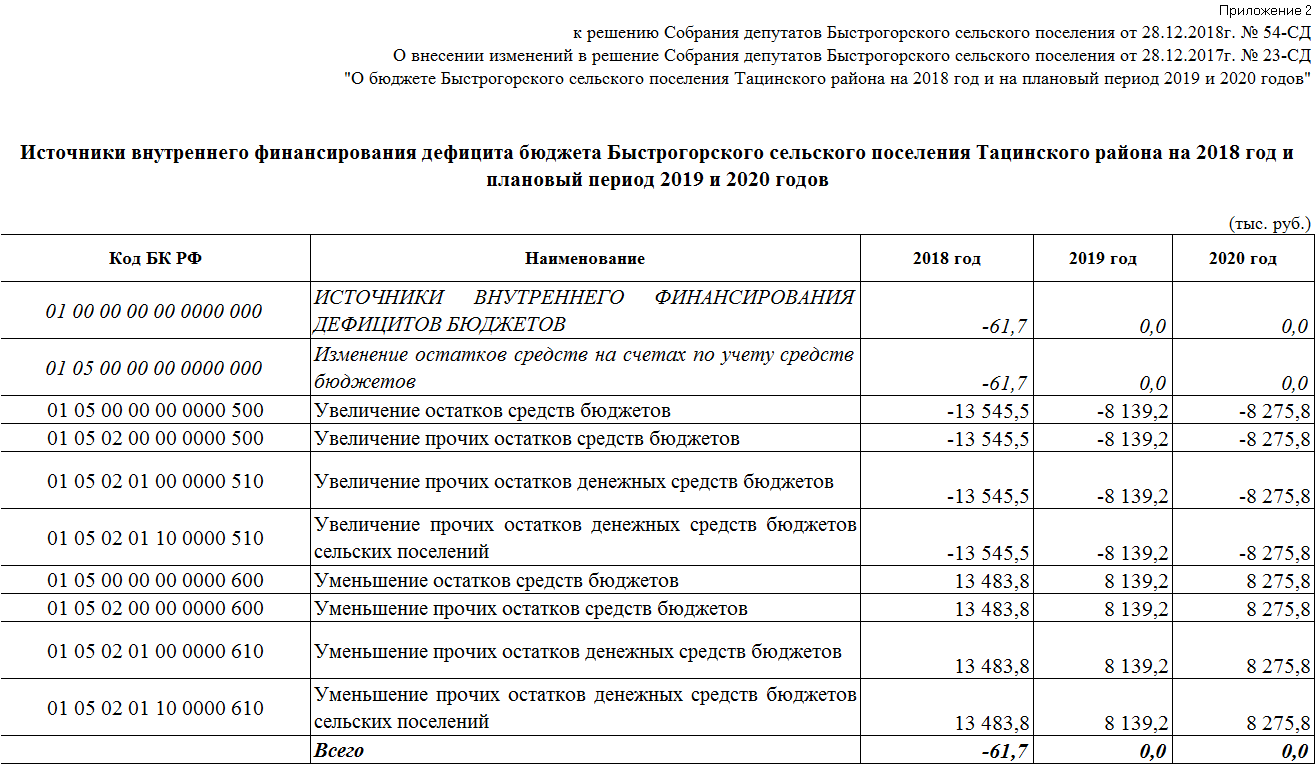 Приложение 2
к решению Собрания депутатов Быстрогорского сельского поселения от 28.12.2018г. № 54-СД
О внесении изменений в решение Собрания депутатов Быстрогорского сельского поселения от 28.12.2017г. № 23-СД
"О бюджете Быстрогорского сельского поселения Тацинского района на 2018 год и на плановый период 2019 и 2020 годов"
Источники внутреннего финансирования дефицита бюджета Быстрогорского сельского поселения Тацинского района на 2018 год и
плановый период 2019 и 2020 годов
(тыс. руб.)
Код БК РФ Наименование 2018 год 2019 год 2020 год
ИСТОЧНИКИ ВНУТРЕННЕГО ФИНАНСИРОВАНИЯ
01 00 00 00 00 0000 000 ДЕФИЦИТОВ БЮДЖЕТОВ -61,7 0,0 0,0
Изменение остатков средств на счетах по учету средств
01 05 00 00 00 0000 000 бюджетов -61,7 0,0 0,0
01 05 00 00 00 0000 500 Увеличение остатков средств бюджетов -13 545,5 -8 139,2 -8 275,8
01 05 02 00 00 0000 500 Увеличение прочих остатков средств бюджетов -13 545,5 -8 139,2 -8 275,8
01 05 02 01 00 0000 510 Увеличение прочих остатков денежных средств бюджетов -13 545,5 -8 139,2 -8 275,8
Увеличение прочих остатков денежных средств бюджетов
01 05 02 01 10 0000 510 сельских поселений -13 545,5 -8 139,2 -8 275,8
01 05 00 00 00 0000 600 Уменьшение остатков средств бюджетов 13 483,8 8 139,2 8 275,8
01 05 02 00 00 0000 600 Уменьшение прочих остатков средств бюджетов 13 483,8 8 139,2 8 275,8
01 05 02 01 00 0000 610 Уменьшение прочих остатков денежных средств бюджетов 13 483,8 8 139,2 8 275,8
Уменьшение прочих остатков денежных средств бюджетов
01 05 02 01 10 0000 610 сельских поселений 13 483,8 8 139,2 8 275,8
Всего -61,7 0,0 0,0